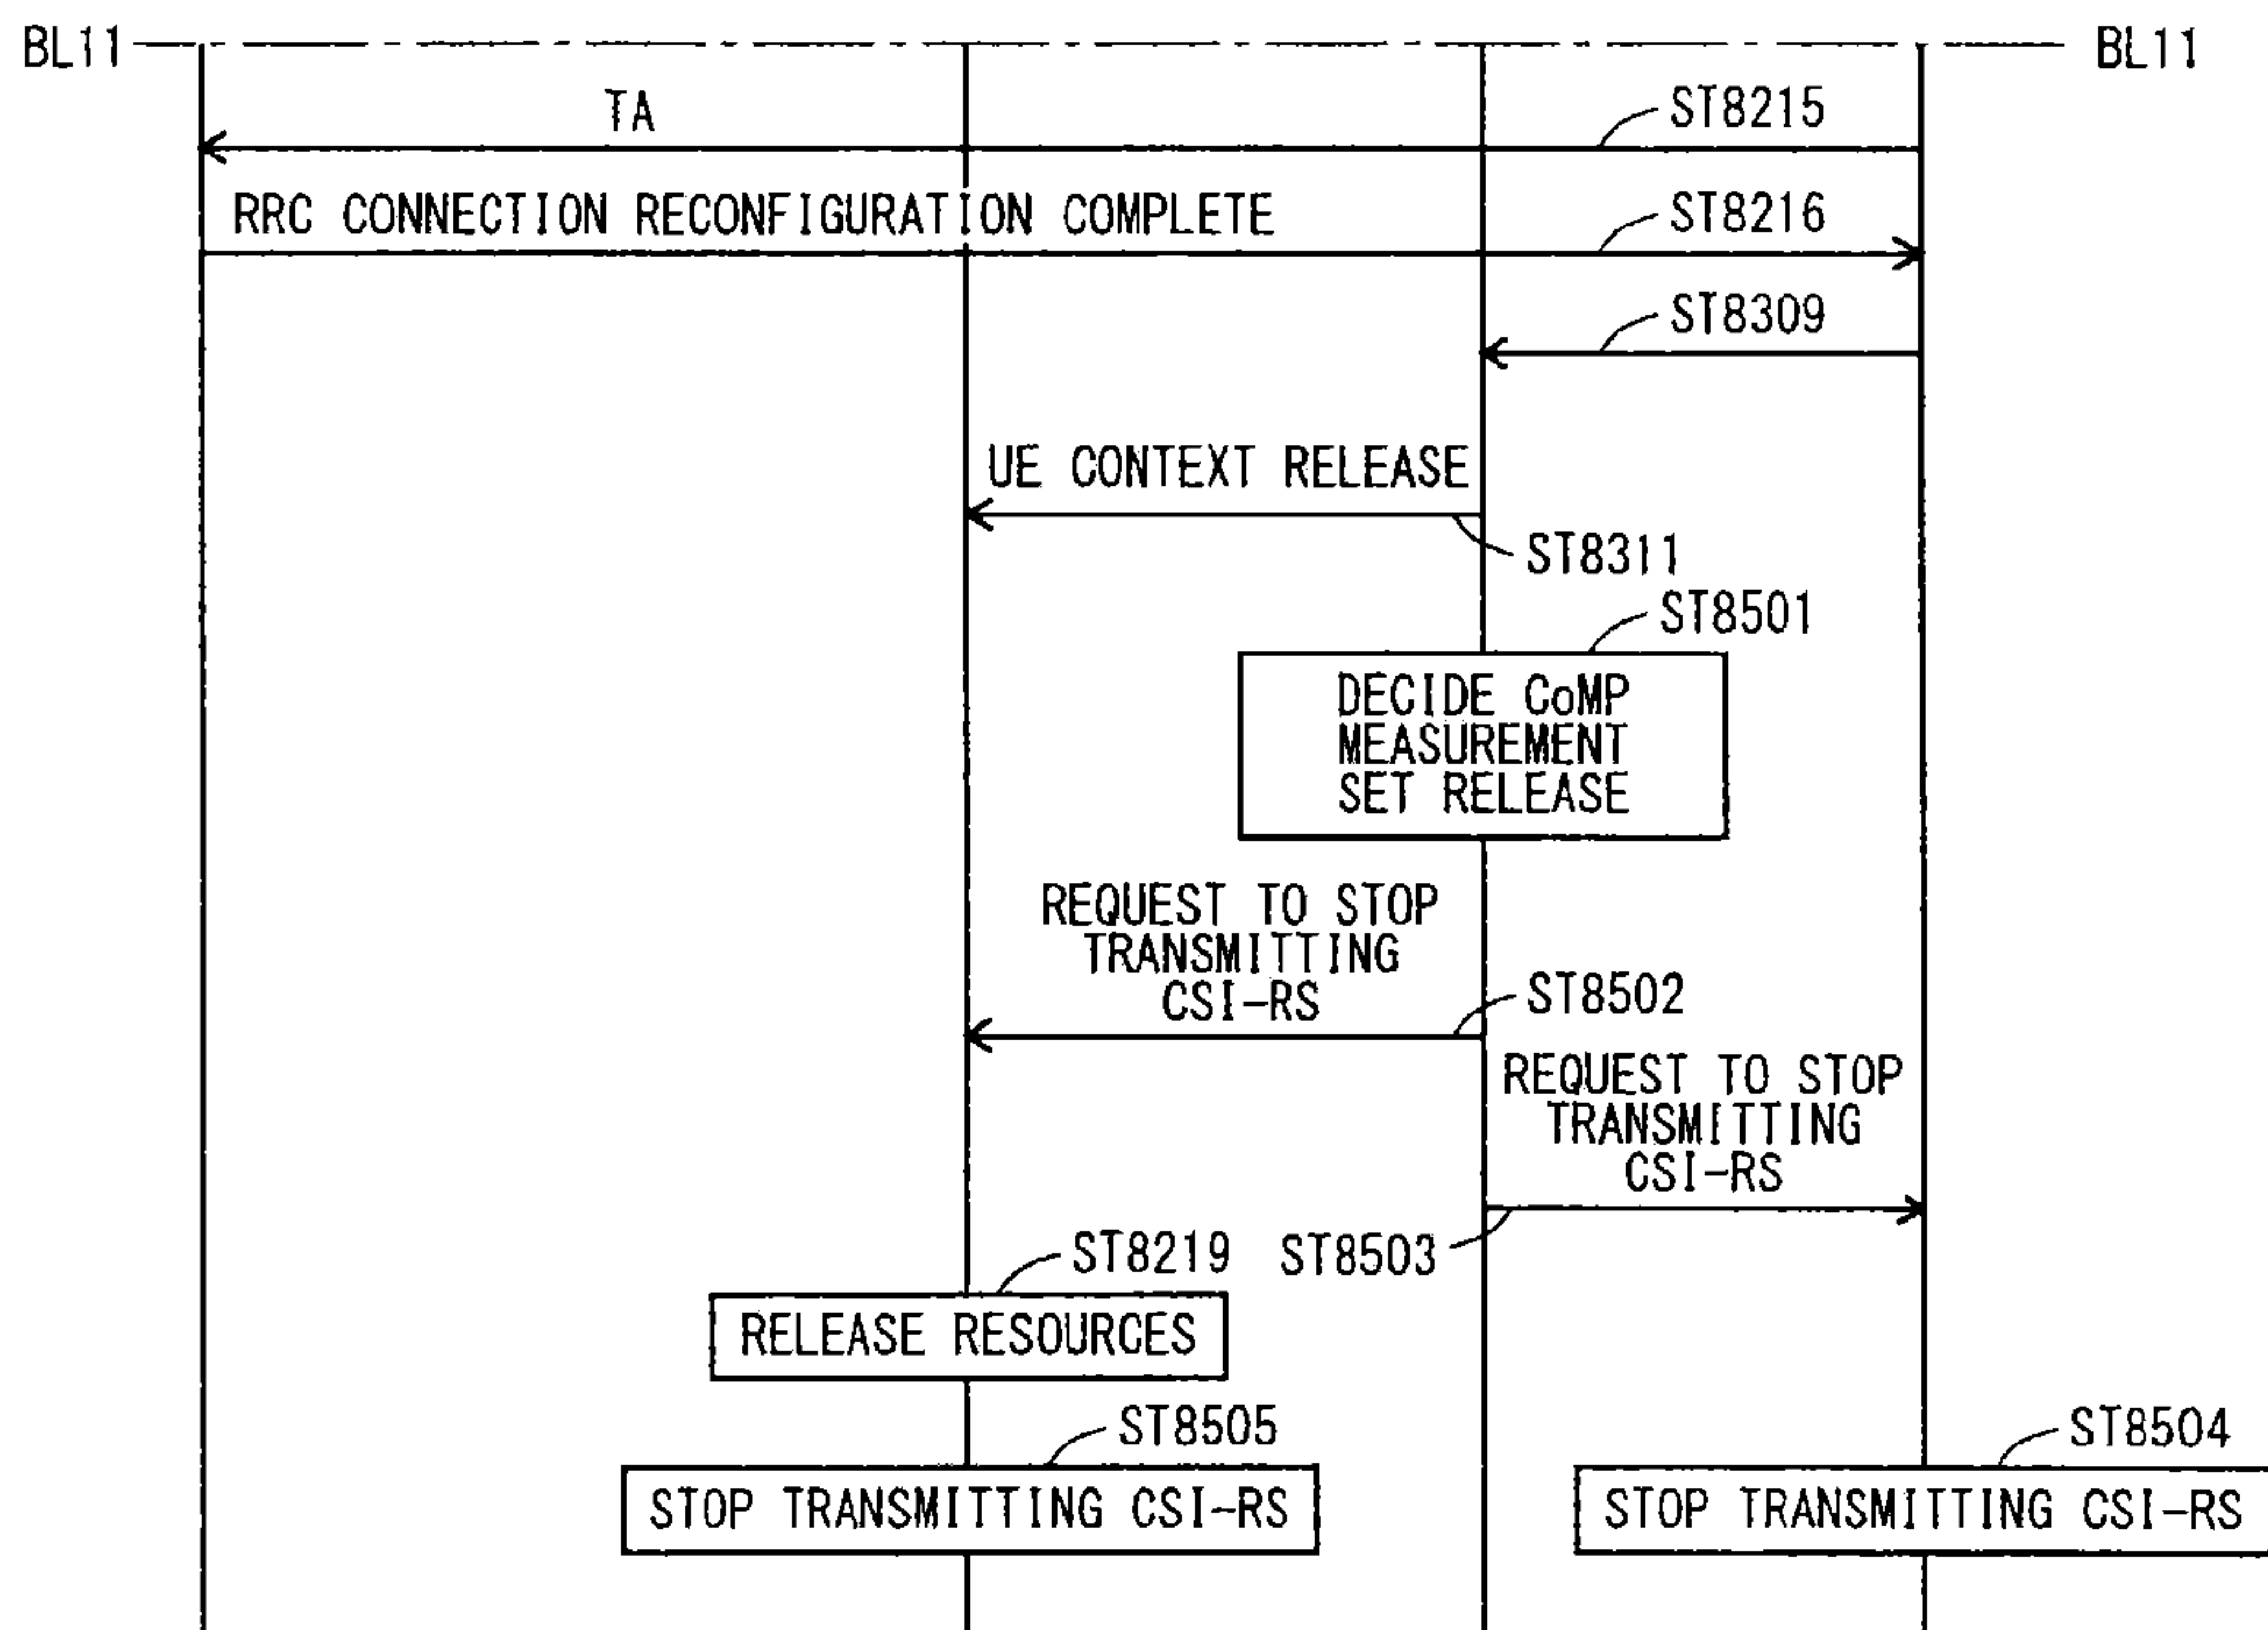 BL11
BL11
TA
ST8215
RRC CONNECTION RECONFIGURATION COMPLETE
ST8216
ST8309
UE CONTEXT RELEASE
ST8311
ST8501
DECIDE CoMP
MEASUREMENT
SET RELEASE
REQUEST TO STOP
TRANSMITTING
CSI-RS
ST8502
REQUEST TO STOP
TRANSMITTING
CSI-RS
ST8503
ST8219
RELEASE RESOURCES
ST8505
STOP TRANSMITTING CSI-RS
ST8504
STOP TRANSMITTING CSI-RS